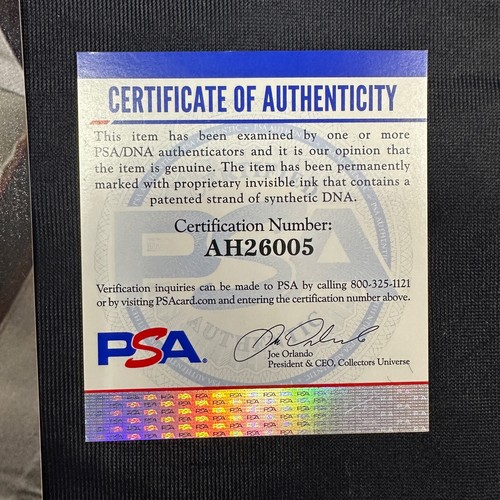 CERTIFICATE OF AUTHENTICITY
This item has been examined by one or more
PSA/DNA authenticators and it is our opinion that
the item is genuine. The item has been permanently
marked with proprietary invisible ink that contains a
patented strand of synthetic DNA.
Certification Number:
AH26005
Verification inquiries can be made to PSA by calling 800-325-1121
or by visiting PSAcard.com and entering the certification number above.
PSA.
Joe Orlando
President & CEO, Collectors Universe